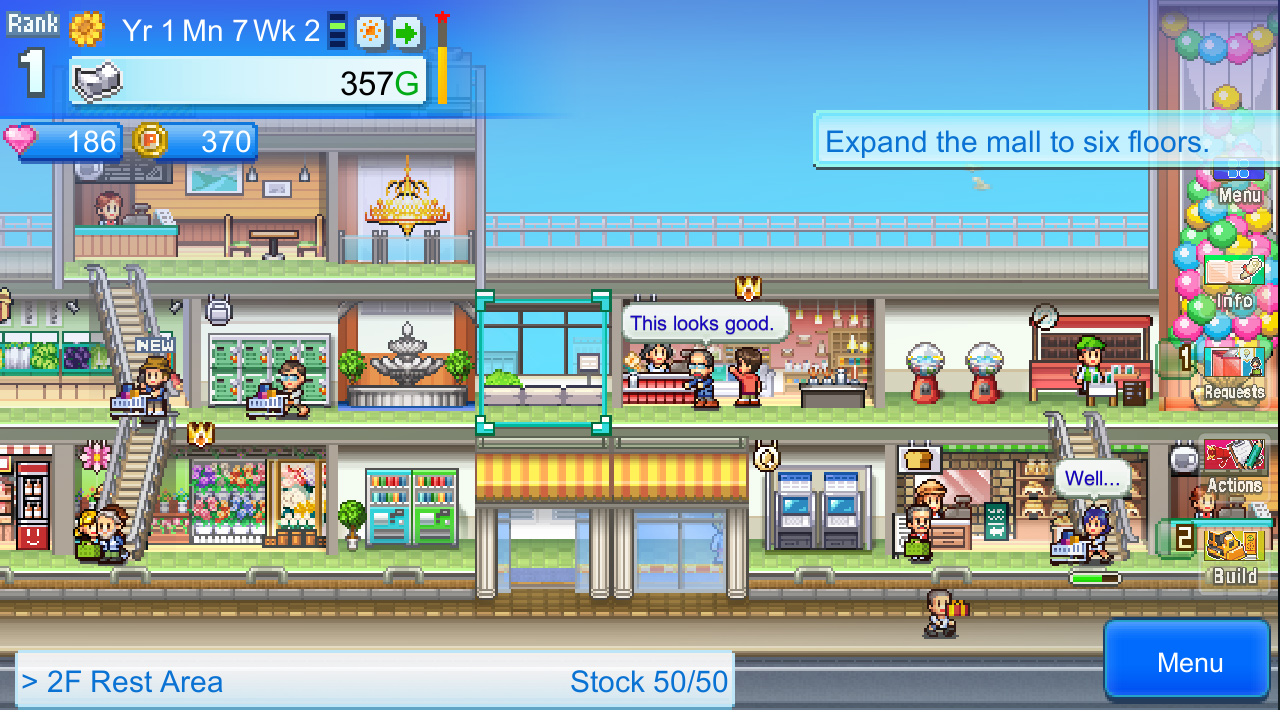 Rank
1
Yr 1 Mn 7 Wk 2
357G
186
370
Expand the mall to six floors.
Menu
Info
NEW
This looks good.
1
Requests
Well...
Actions
2
Build
> 2F Rest Area
Stock 50/50
Menu